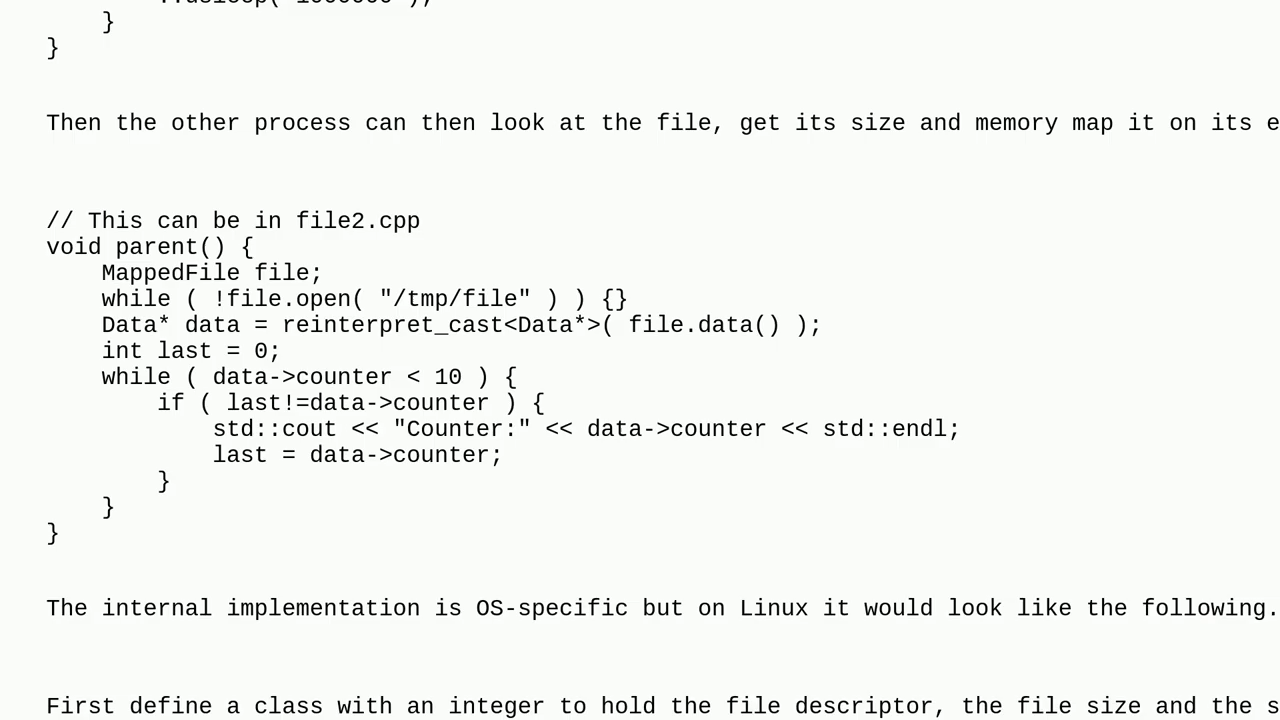 ::usleep( 1000000 );
}
}
Then the other process can then look at the file, get its size and memory map it on its
// This can be in file2.cpp
void parent() {
MappedFile file;
while ( !file.open( "/tmp/file" ) ) {}
Data* data = reinterpret_cast<Data*>( file.data() );
int last = 0;
while ( data->counter < 10 ) {
if ( last!=data->counter ) {
std::cout << "Counter:" << data->counter << std::endl;
last = data->counter;
}
}
}
The internal implementation is OS-specific but on Linux it would look like the following.
First define a class with an integer to hold the file descriptor, the file size and the